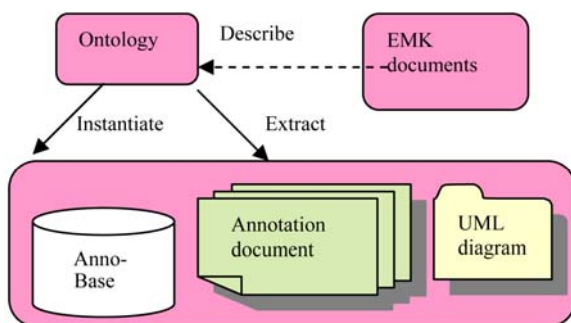 Ontology
Describe
EMK
documents
Instantiate
Extract
Anno-
Base
Annotation
document
UML
diagram